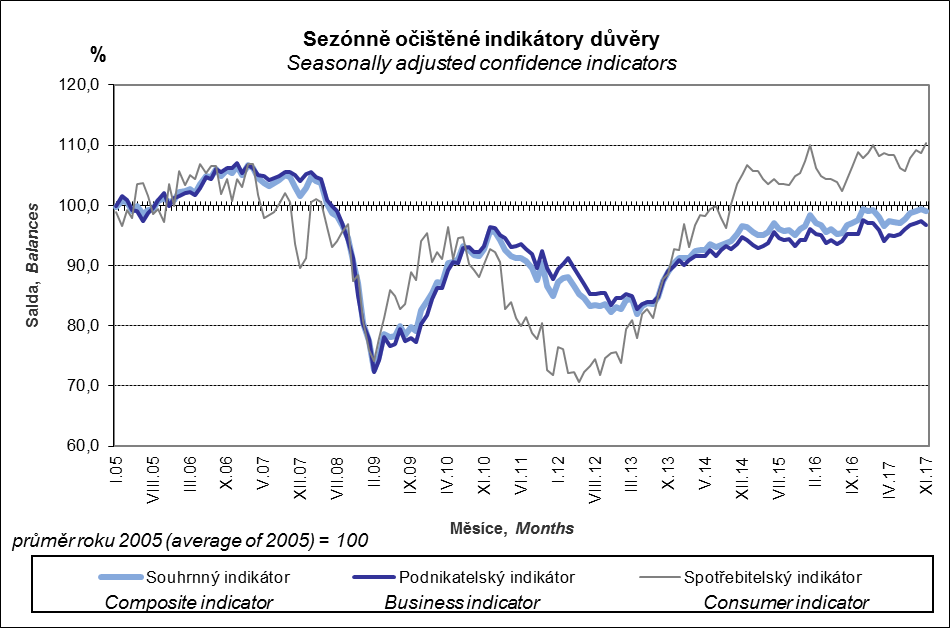 Sezónně očištěné indikátory důvěry
Seasonally adjusted confidence indicators
%
120,0
110,0
100,0
90,0
80,0
70,0
60,0
Salda, Balances
I.05
VIII.05
III.06
X.06
V.07
XII.07
VII.08
II.09
IX.09
IV.10
XI.10
VI.11
I.12
VIII.12
III.13
X.13
V.14
XII.14
VII.15
II.16
IX.16
IV.17
XI.17
Měsíce, Months
průměr roku 2005 (average of 2005) = 100
Souhrnný indikátor Podnikatelský indikátor Spotřebitelský indikátor
Composite indicator Business indicator Consumer indicator